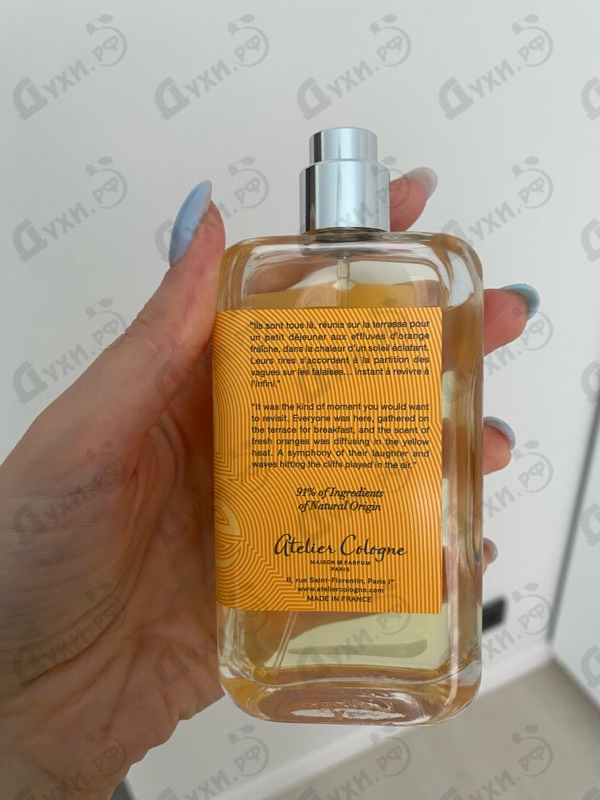 "Ils sont tous là, réunis sur la terrasse pour
un petit déjeuner aux effluves d'orange
fraîche, dans la chaleur d'un soleil éclatant.
Leurs rires s'accordent à la partition des
vagues sur les falaises... instant à revivre à
l'infini."
"It was the kind of moment you would want
to revisit. Everyone was here, gathered on
the terrace for breakfast, and the scent of
fresh oranges was diffusing in the yellow
heat. A symphony of their laughter and
waves hitting the cliffs played in the air."
91% of Ingredients
of Natural Origin
Atelier Cologne
MAISON DE PARFUM
PARIS
8, rue Saint-Florentin, Paris Iᵉʳ
www.ateliercologne.com
MADE IN FRANCE
e
Духи.рф